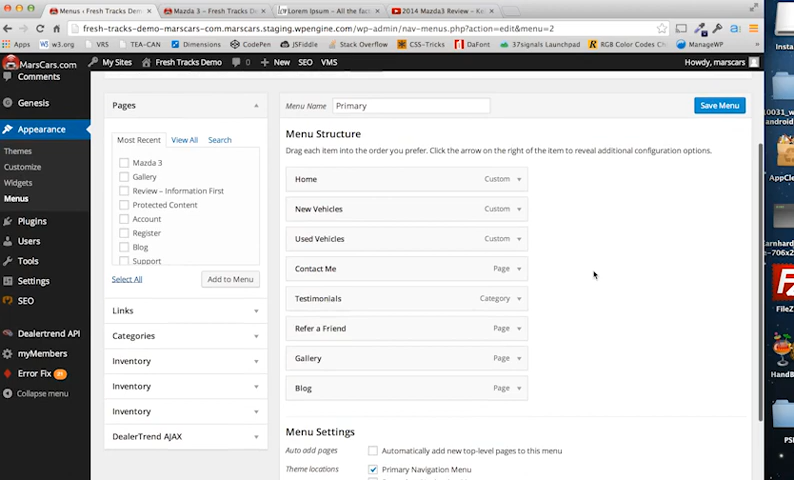 Menus ‹ Fresh Tracks Demo
Mazda 3 – Fresh Tracks De
Lorem Ipsum – All the fac
2014 Mazda3 Review – Ke
fresh-tracks-demo-marscars-com.marscars.staging.wpengine.com/wp-admin/nav-menus.php?action=edit&menu=2
Apps w3.org VRS TEA-CAN Dimensions CodePen JSFiddle Stack Overflow CSS-Tricks DaFont 37signals Launchpad RGB Color Codes ManageWP
My Sites Fresh Tracks Demo 0 New SEO VMS Howdy, marscars
MarsCars.com
Comments
Genesis
Appearance
Themes
Customize
Widgets
Menus
Plugins
Users
Tools
Settings
SEO
Dealertrend API
myMembers
Error Fix
Collapse menu
Pages
Most Recent View All Search
Mazda 3
Gallery
Review – Information First
Protected Content
Account
Register
Blog
Support
Select All Add to Menu
Links
Categories
Inventory
Inventory
Inventory
DealerTrend AJAX
Menu Name Primary Save Menu
Menu Structure
Drag each item into the order you prefer. Click the arrow on the right of the item to reveal additional configuration options.
Home Custom
New Vehicles Custom
Used Vehicles Custom
Contact Me Page
Testimonials Category
Refer a Friend Page
Gallery Page
Blog Page
Menu Settings
Auto add pages Automatically add new top-level pages to this menu
Theme locations Primary Navigation Menu
Insta
10031_w
android.
AppCle
FileZ
HandB